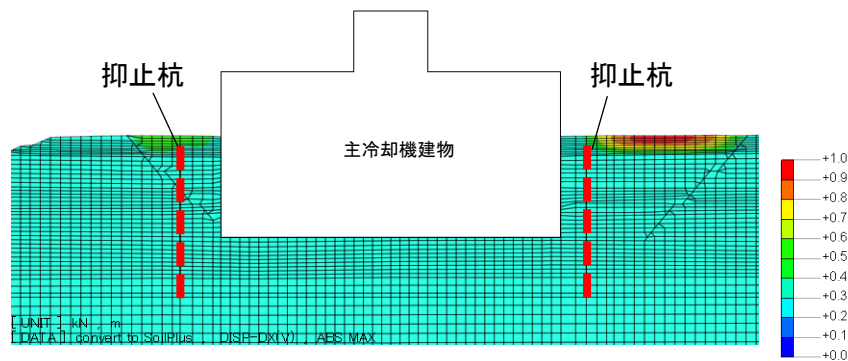 抑止杭
抑止杭
主冷却機建物
+1.0
+0.9
+0.8
+0.7
+0.6
+0.5
+0.4
+0.3
+0.2
+0.1
+0.0
[ UNIT ] kN , m
[ DATA ] convert to SoilPlus , DISP-DX(V) , ABS MAX